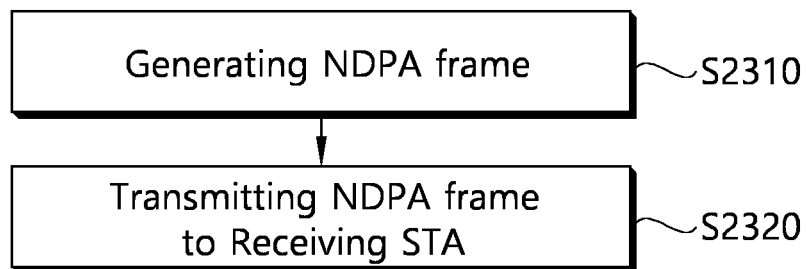 Generating NDPA frame
S2310
Transmitting NDPA frame
to Receiving STA
S2320